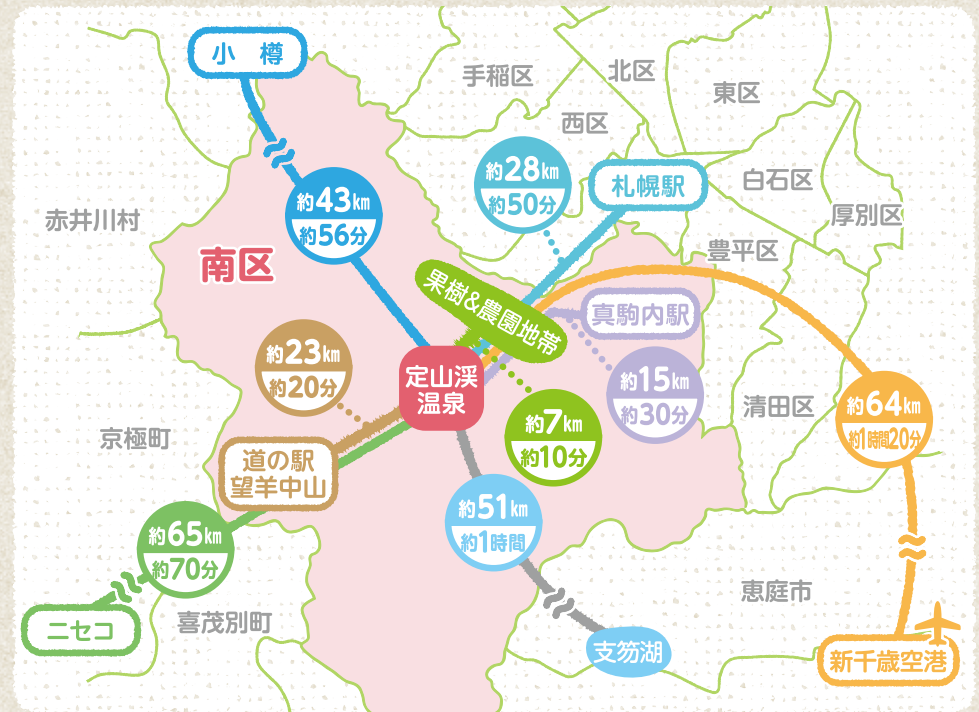 小 樽
手稲区
北区
東区
西区
約28km
約50分
札幌駅
白石区
約43km
約56分
赤井川村
厚別区
南区
豊平区
果樹&農園地帯
真駒内駅
約23km
約20分
定山渓
温泉
約15km
約30分
清田区
約64km
約1時間20分
約7km
約10分
京極町
道の駅
望羊中山
約51km
約1時間
約65km
約70分
恵庭市
ニセコ
喜茂別町
支笏湖
新千歳空港